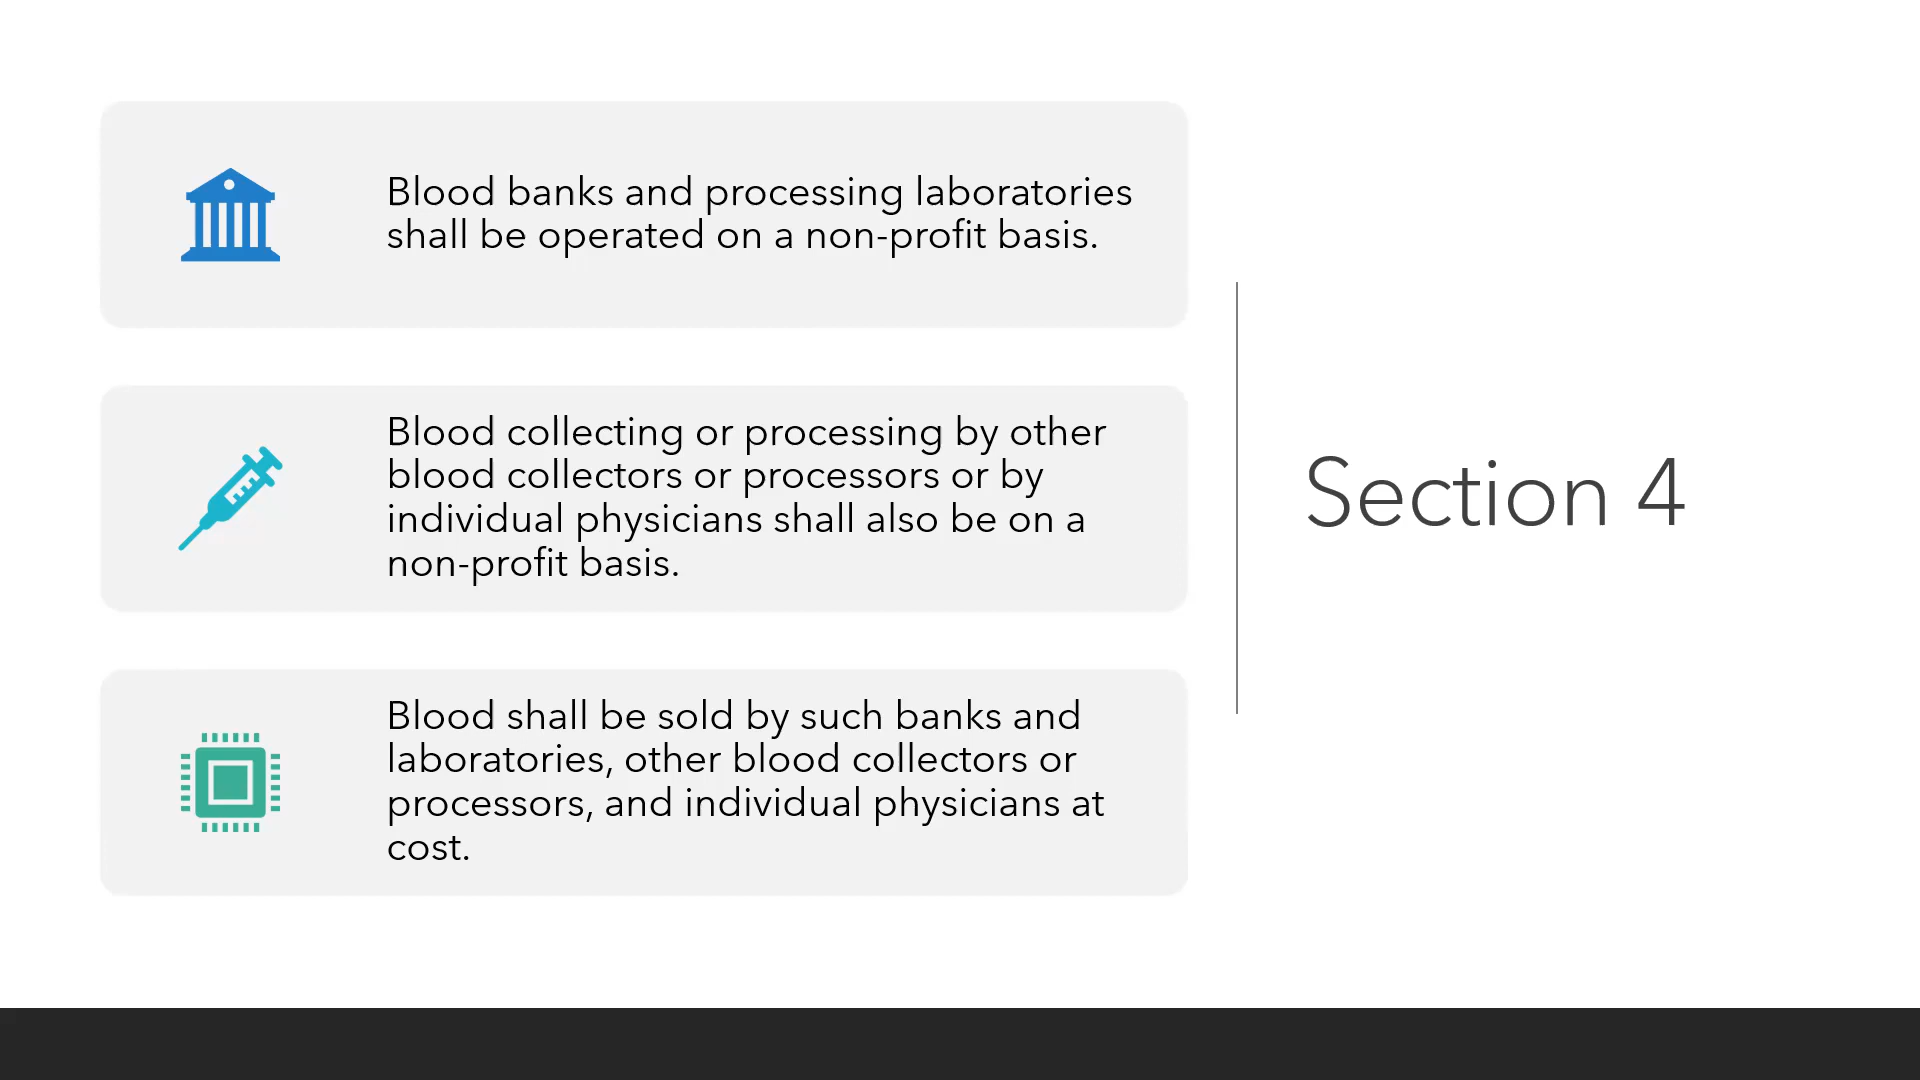 Blood banks and processing laboratories
shall be operated on a non-profit basis.
Blood collecting or processing by other
blood collectors or processors or by
individual physicians shall also be on a
non-profit basis.
Blood shall be sold by such banks and
laboratories, other blood collectors or
processors, and individual physicians at
cost.
Section 4